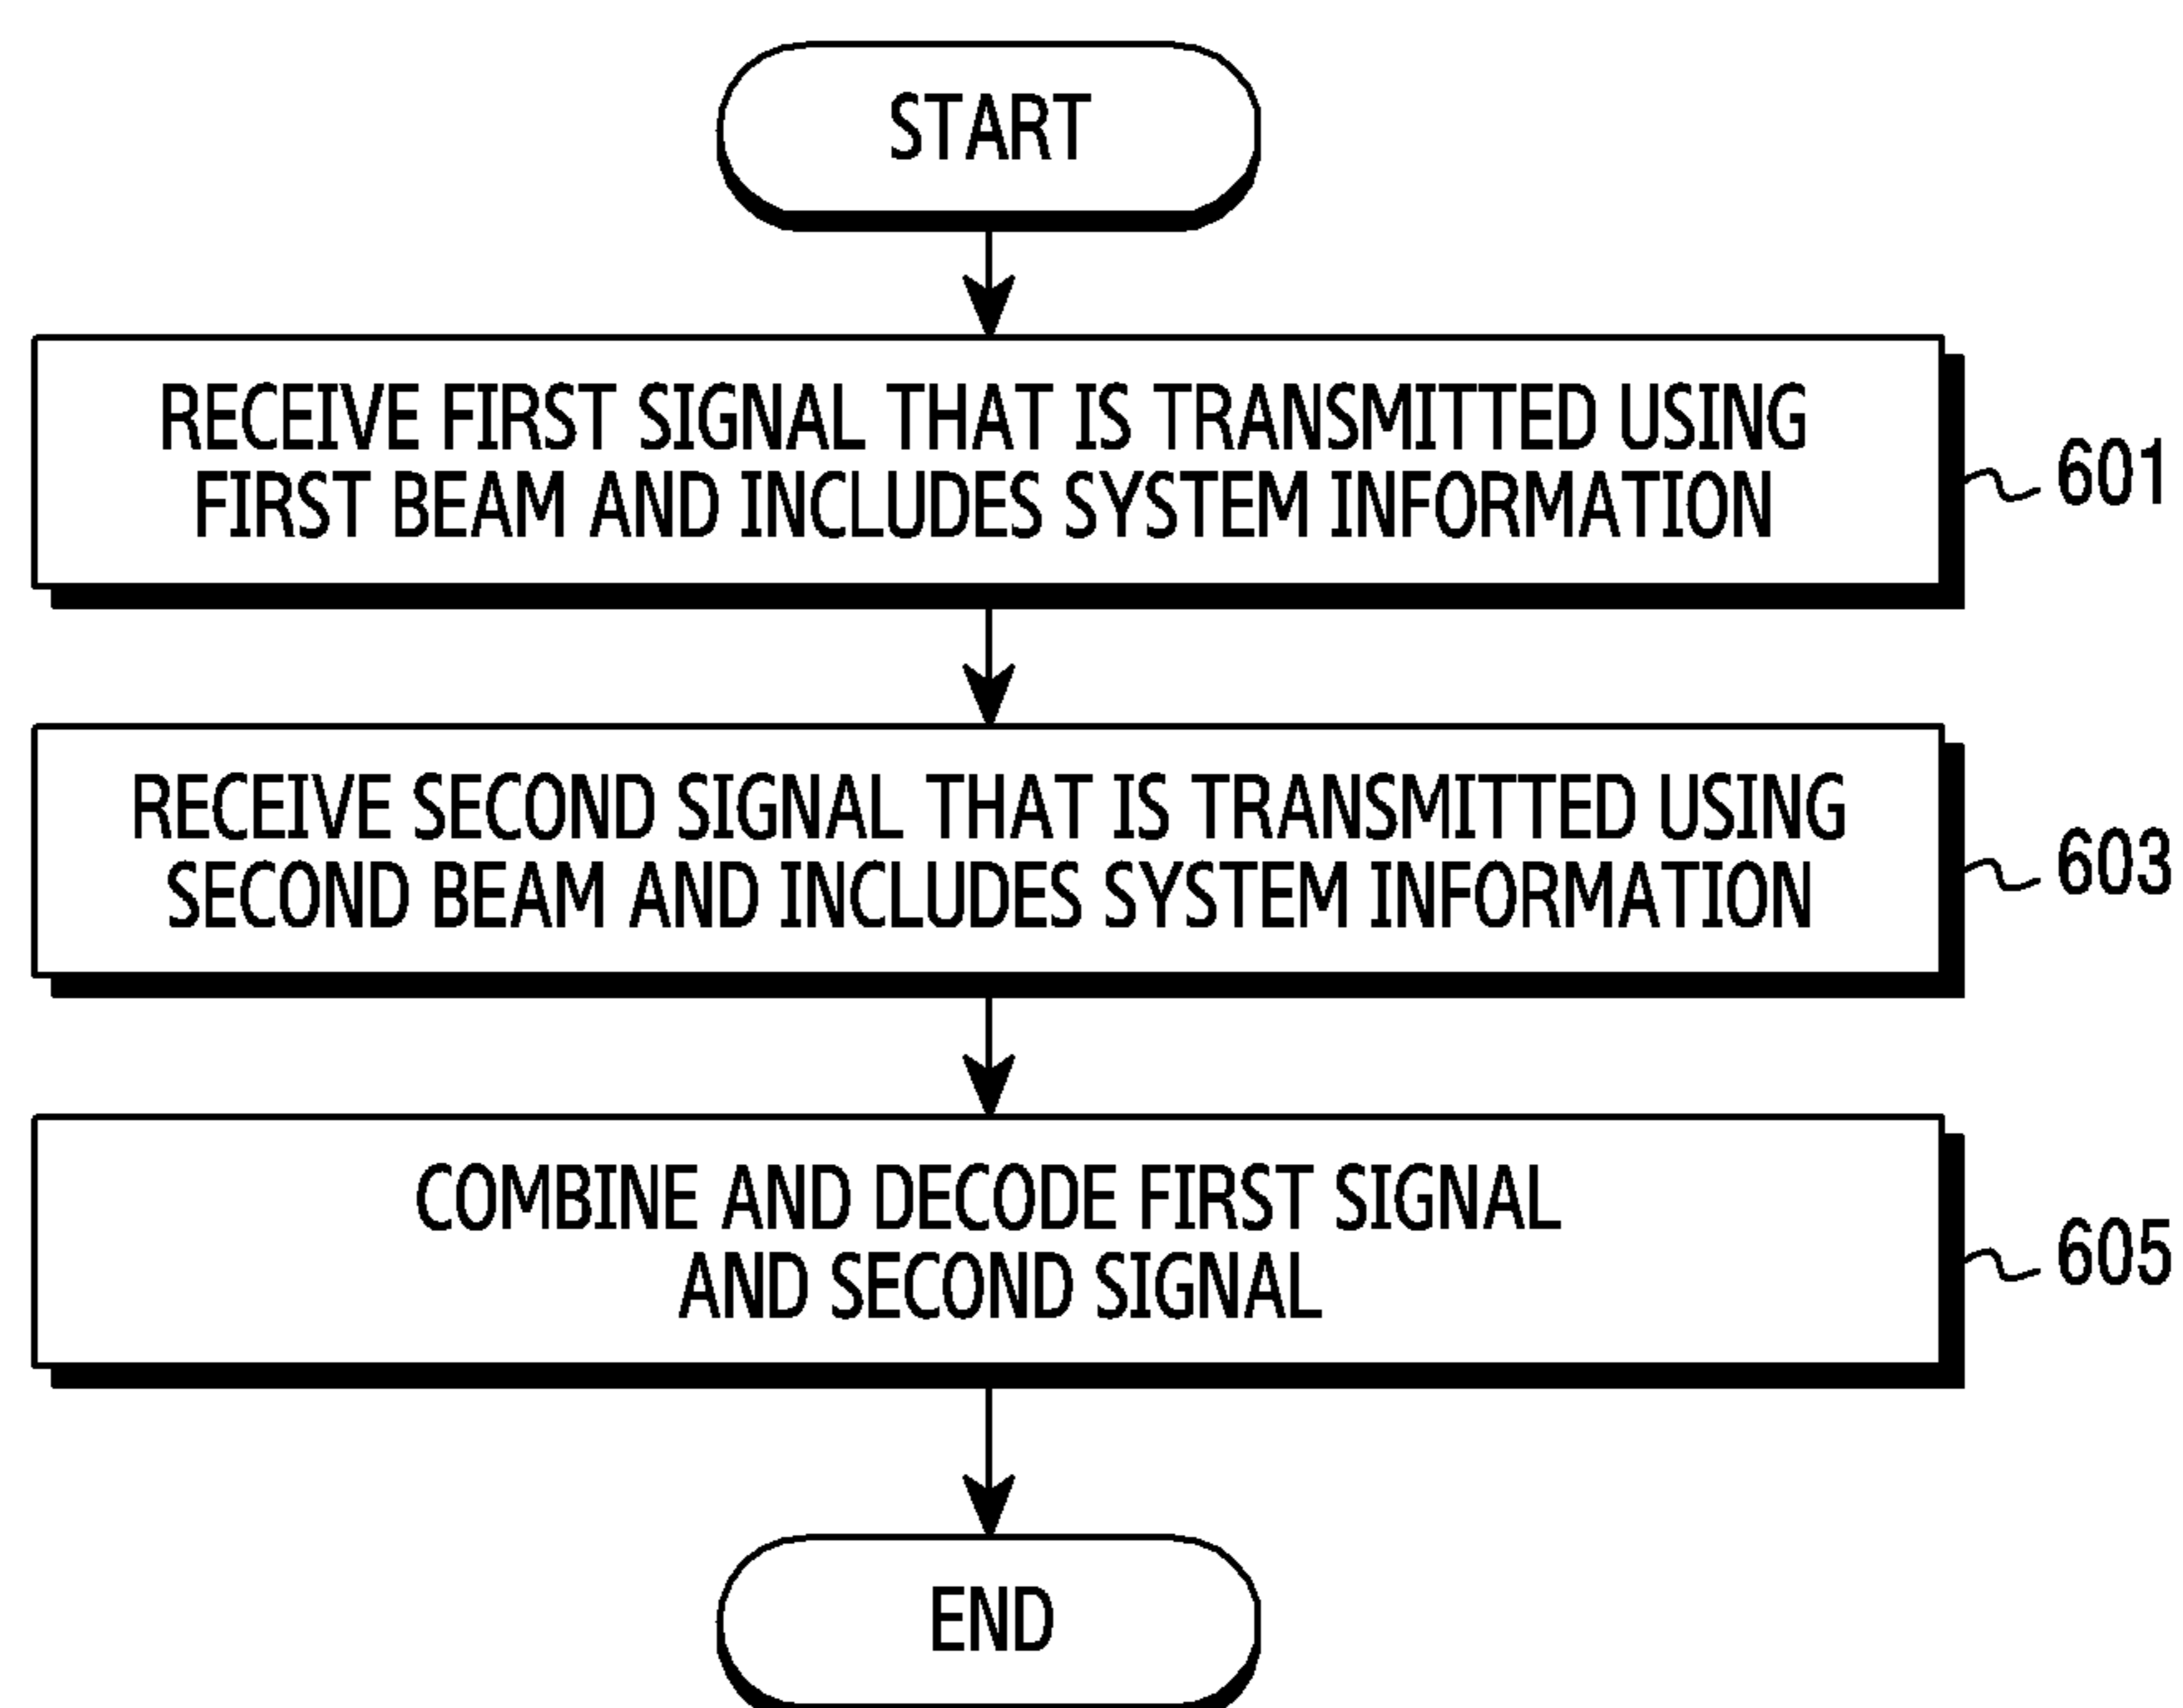 START
RECEIVE FIRST SIGNAL THAT IS TRANSMITTED USING
FIRST BEAM AND INCLUDES SYSTEM INFORMATION
601
RECEIVE SECOND SIGNAL THAT IS TRANSMITTED USING
SECOND BEAM AND INCLUDES SYSTEM INFORMATION
603
COMBINE AND DECODE FIRST SIGNAL
AND SECOND SIGNAL
605
END